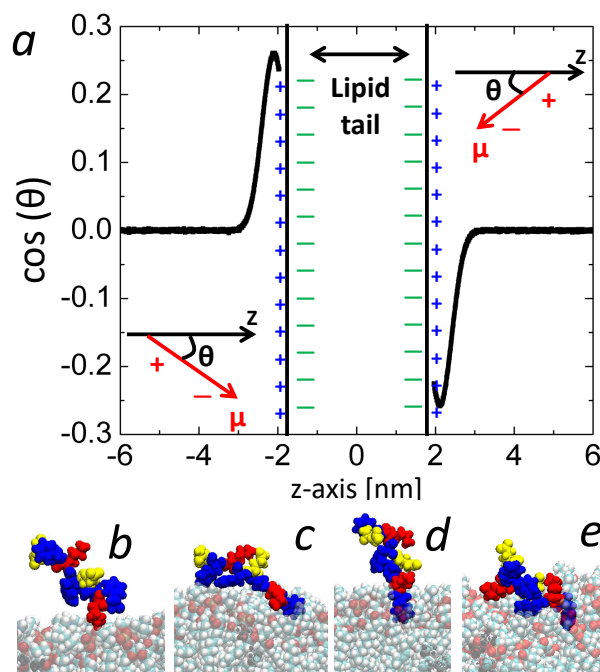 a
Lipid
tail
z
θ
+
−
μ
z
θ
+
−
μ
cos (θ)
0.3
0.2
0.1
0.0
-0.1
-0.2
-0.3
-6
-4
-2
0
2
4
6
z-axis [nm]
b
c
d
e